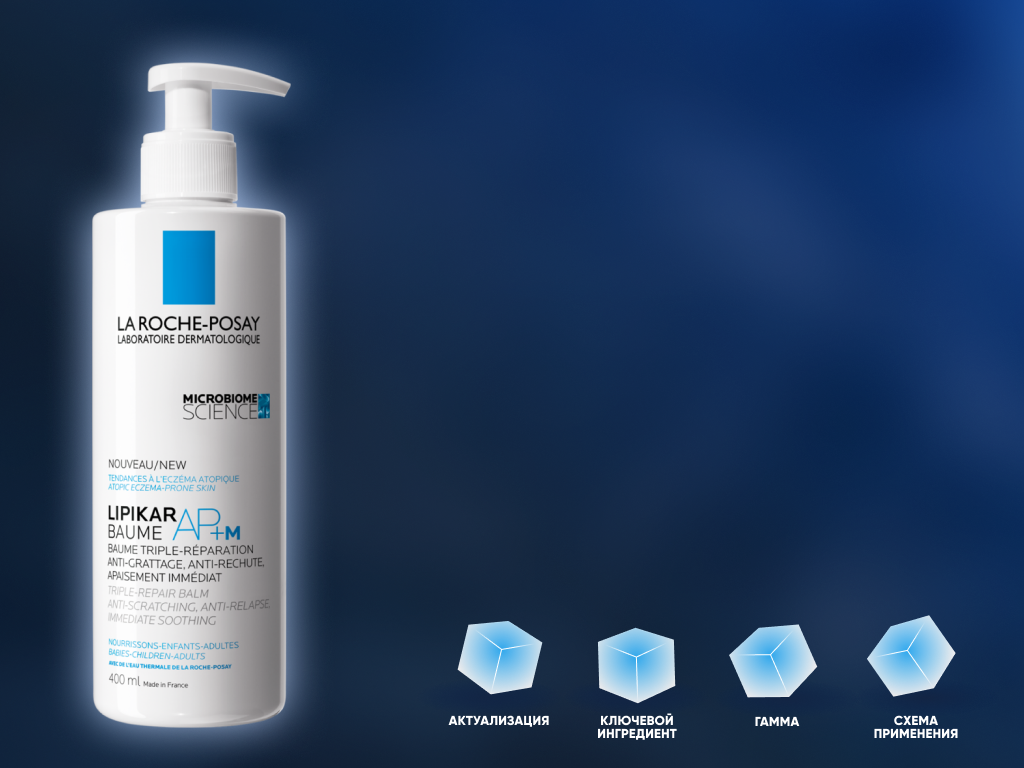 LA ROCHE-POSAY
LABORATOIRE DERMATOLOGIQUE
MICROBIOME
SCIENCE
NOUVEAU/NEW
TENDANCES À L'ECZÉMA ATOPIQUE
ATOPIC ECZEMA-PRONE SKIN
LIPIKAR
BAUME AP+M
BAUME TRIPLE-RÉPARATION
ANTI-GRATTAGE, ANTI-RECHUTE,
APAISEMENT IMMÉDIAT
TRIPLE-REPAIR BALM
ANTI-SCRATCHING, ANTI-RELAPSE,
IMMEDIATE SOOTHING
NOURRISSONS-ENFANTS-ADULTES
BABIES-CHILDREN-ADULTS
AVEC DE L'EAU THERMALE DE LA ROCHE-POSAY
400 ml Made in France
АКТУАЛИЗАЦИЯ
КЛЮЧЕВОЙ
ИНГРЕДИЕНТ
ГАММА
СХЕМА
ПРИМЕНЕНИЯ